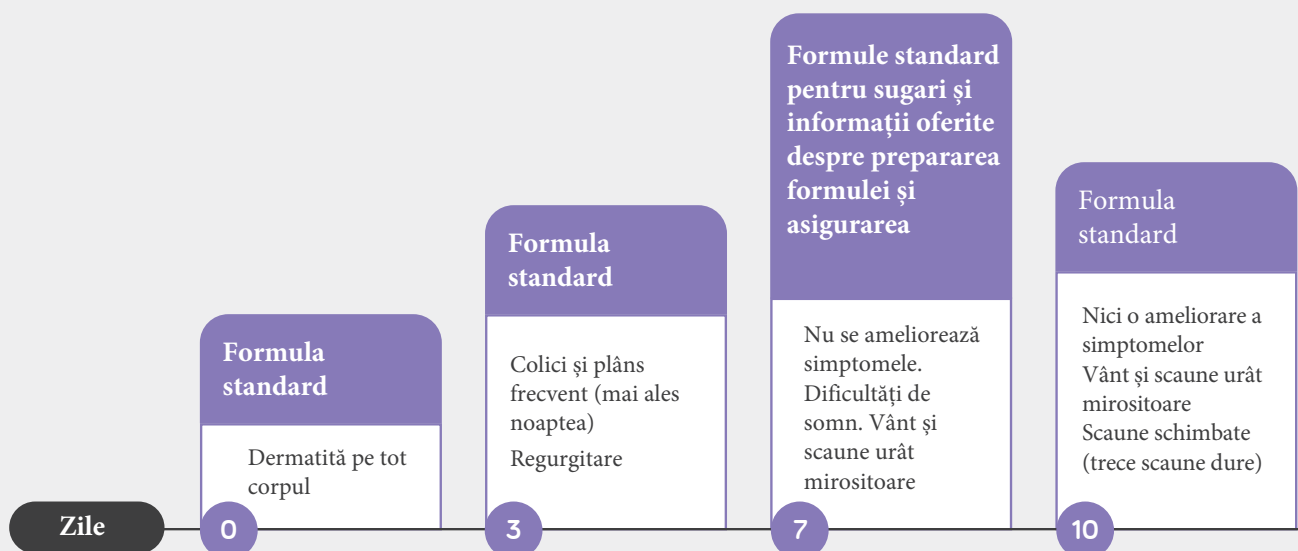 Formula
standard
Dermatită pe tot
corpul
Formula
standard
Colici și plâns
frecvent (mai ales
noaptea)
Regurgitare
Formule standard
pentru sugari și
informații oferite
despre prepararea
formulei și
asigurarea
Nu se ameliorează
simptomele.
Dificultăți de
somn. Vânt și
scaune urât
mirositoare
Formula
standard
Nici o ameliorare a
simptomelor
Vânt și scaune urât
mirositoare
Scaune schimbate
(trece scaune dure)
Zile
0
3
7
10